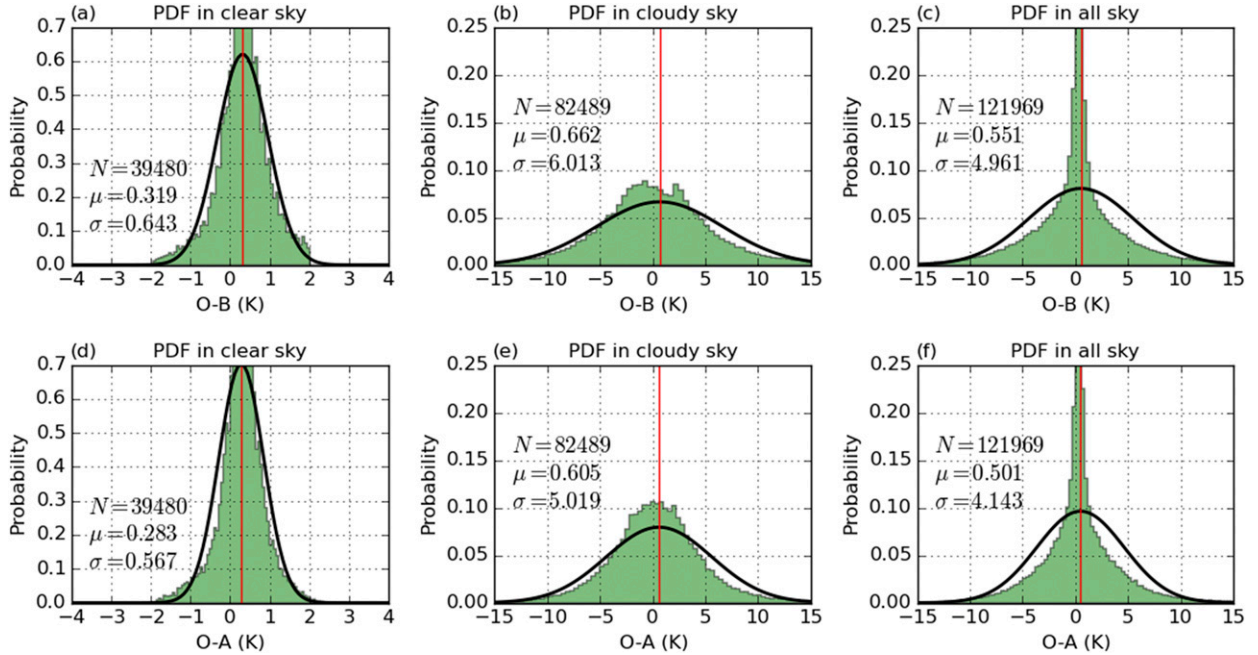 (a) PDF in clear sky
0.7
0.6
0.5
0.4
0.3
0.2
0.1
0.0
Probability
N=39480
μ=0.319
σ=0.643
−4 −3 −2 −1 0 1 2 3 4
O-B (K)
(b) PDF in cloudy sky
0.25
0.20
0.15
0.10
0.05
0.00
Probability
N=82489
μ=0.662
σ=6.013
−15 −10 −5 0 5 10 15
O-B (K)
(c) PDF in all sky
0.25
0.20
0.15
0.10
0.05
0.00
Probability
N=121969
μ=0.551
σ=4.961
−15 −10 −5 0 5 10 15
O-B (K)
(d) PDF in clear sky
0.7
0.6
0.5
0.4
0.3
0.2
0.1
0.0
Probability
N=39480
μ=0.283
σ=0.567
−4 −3 −2 −1 0 1 2 3 4
O-A (K)
(e) PDF in cloudy sky
0.25
0.20
0.15
0.10
0.05
0.00
Probability
N=82489
μ=0.605
σ=5.019
−15 −10 −5 0 5 10 15
O-A (K)
(f) PDF in all sky
0.25
0.20
0.15
0.10
0.05
0.00
Probability
N=121969
μ=0.501
σ=4.143
−15 −10 −5 0 5 10 15
O-A (K)